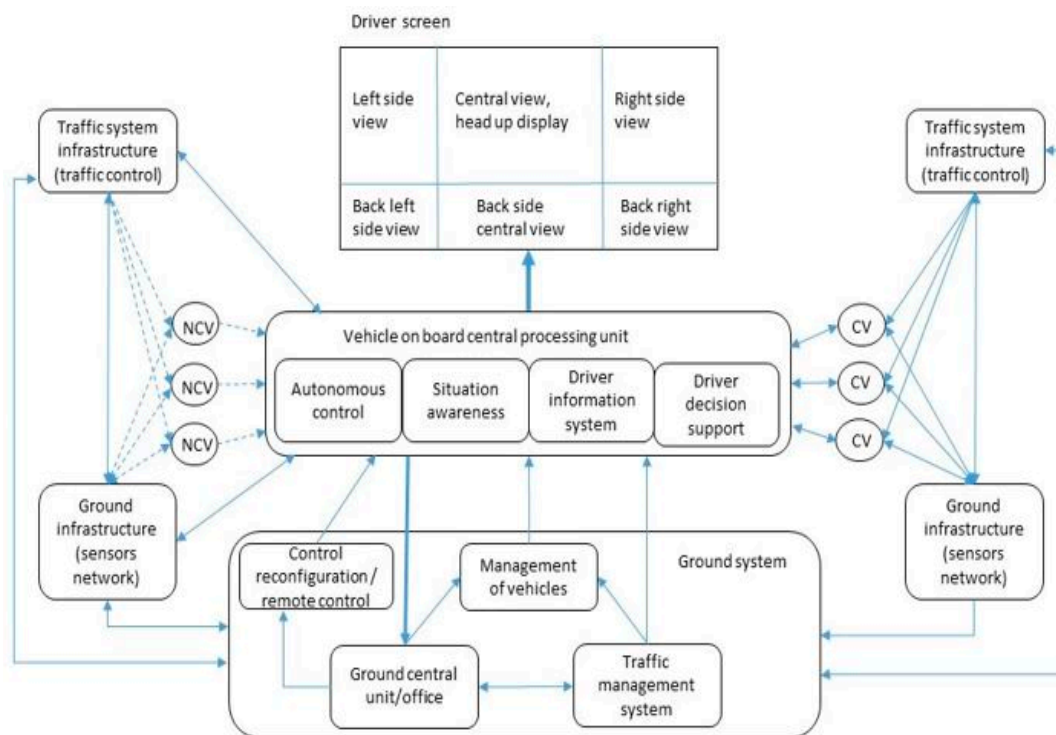 Driver screen
Left side
view
Central view,
head up display
Right side
view
Back left
side view
Back side
central view
Back right
side view
Traffic system
infrastructure
(traffic control)
Traffic system
infrastructure
(traffic control)
NCV
NCV
NCV
Vehicle on board central processing unit
Autonomous
control
Situation
awareness
Driver
information
system
Driver
decision
support
CV
CV
CV
Ground
infrastructure
(sensors
network)
Ground
infrastructure
(sensors
network)
Ground system
Control
reconfiguration /
remote control
Management
of vehicles
Ground central
unit/office
Traffic
management
system